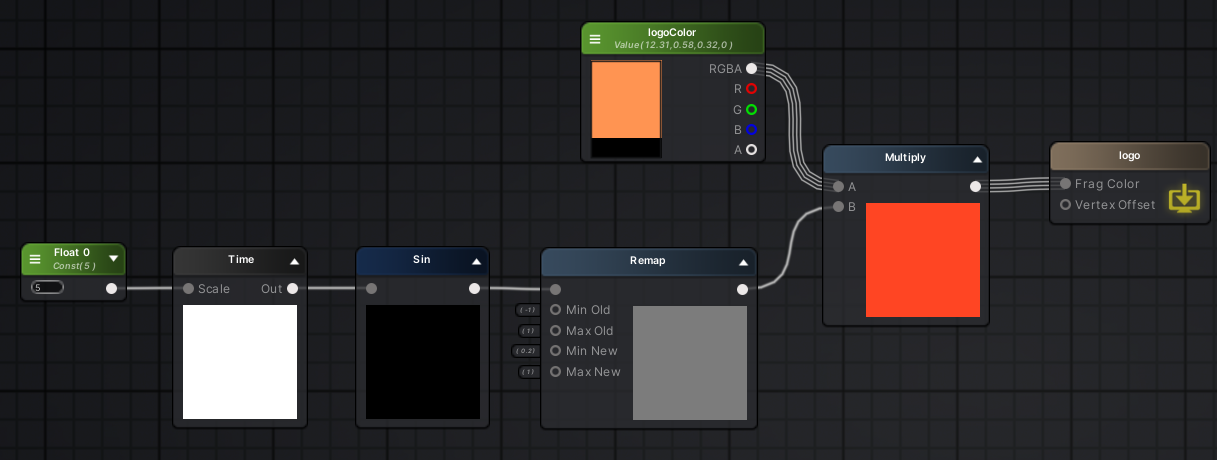 logoColor
Value( 12.31,0.58,0.32,0 )
RGBA
R
G
B
A
Multiply
A
B
logo
Frag Color
Vertex Offset
Float 0
Const( 5 )
5
Time
Scale Out
Sin
Remap
( -1) Min Old
( 1) Max Old
( 0.2) Min New
( 1) Max New